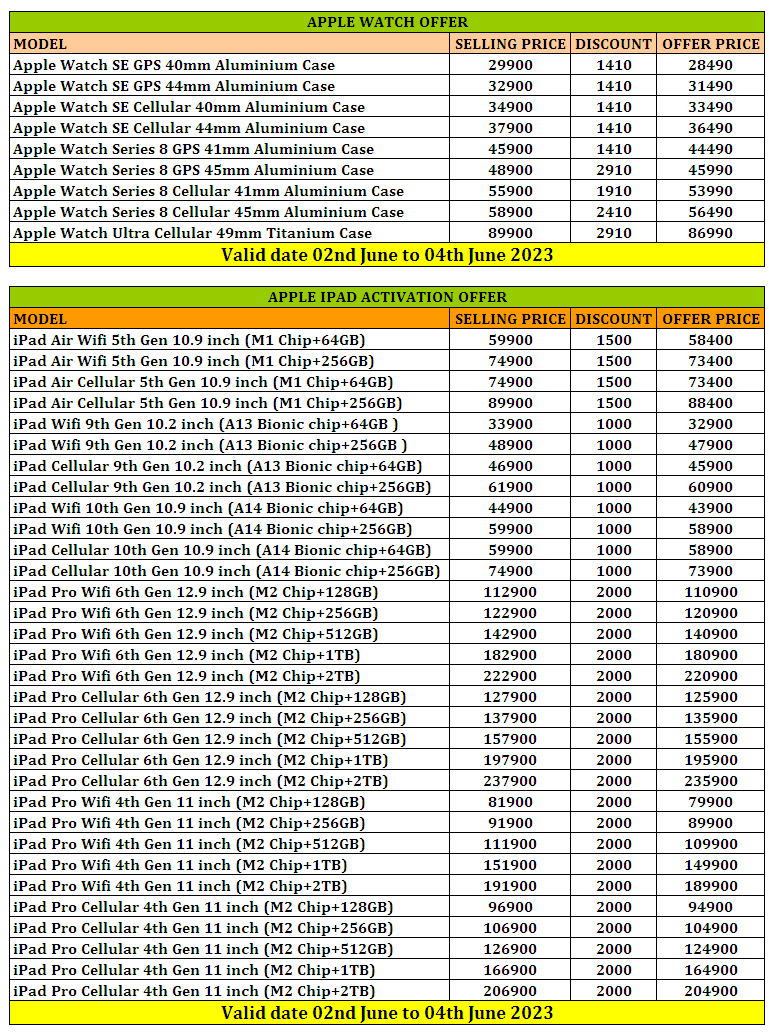 APPLE WATCH OFFER
MODEL SELLING PRICE DISCOUNT OFFER PRICE
Apple Watch SE GPS 40mm Aluminium Case 29900 1410 28490
Apple Watch SE GPS 44mm Aluminium Case 32900 1410 31490
Apple Watch SE Cellular 40mm Aluminium Case 34900 1410 33490
Apple Watch SE Cellular 44mm Aluminium Case 37900 1410 36490
Apple Watch Series 8 GPS 41mm Aluminium Case 45900 1410 44490
Apple Watch Series 8 GPS 45mm Aluminium Case 48900 2910 45990
Apple Watch Series 8 Cellular 41mm Aluminium Case 55900 1910 53990
Apple Watch Series 8 Cellular 45mm Aluminium Case 58900 2410 56490
Apple Watch Ultra Cellular 49mm Titanium Case 89900 2910 86990
Valid date 02nd June to 04th June 2023
APPLE IPAD ACTIVATION OFFER
MODEL SELLING PRICE DISCOUNT OFFER PRICE
iPad Air Wifi 5th Gen 10.9 inch (M1 Chip+64GB) 59900 1500 58400
iPad Air Wifi 5th Gen 10.9 inch (M1 Chip+256GB) 74900 1500 73400
iPad Air Cellular 5th Gen 10.9 inch (M1 Chip+64GB) 74900 1500 73400
iPad Air Cellular 5th Gen 10.9 inch (M1 Chip+256GB) 89900 1500 88400
iPad Wifi 9th Gen 10.2 inch (A13 Bionic chip+64GB ) 33900 1000 32900
iPad Wifi 9th Gen 10.2 inch (A13 Bionic chip+256GB ) 48900 1000 47900
iPad Cellular 9th Gen 10.2 inch (A13 Bionic chip+64GB) 46900 1000 45900
iPad Cellular 9th Gen 10.2 inch (A13 Bionic chip+256GB) 61900 1000 60900
iPad Wifi 10th Gen 10.9 inch (A14 Bionic chip+64GB) 44900 1000 43900
iPad Wifi 10th Gen 10.9 inch (A14 Bionic chip+256GB) 59900 1000 58900
iPad Cellular 10th Gen 10.9 inch (A14 Bionic chip+64GB) 59900 1000 58900
iPad Cellular 10th Gen 10.9 inch (A14 Bionic chip+256GB) 74900 1000 73900
iPad Pro Wifi 6th Gen 12.9 inch (M2 Chip+128GB) 112900 2000 110900
iPad Pro Wifi 6th Gen 12.9 inch (M2 Chip+256GB) 122900 2000 120900
iPad Pro Wifi 6th Gen 12.9 inch (M2 Chip+512GB) 142900 2000 140900
iPad Pro Wifi 6th Gen 12.9 inch (M2 Chip+1TB) 182900 2000 180900
iPad Pro Wifi 6th Gen 12.9 inch (M2 Chip+2TB) 222900 2000 220900
iPad Pro Cellular 6th Gen 12.9 inch (M2 Chip+128GB) 127900 2000 125900
iPad Pro Cellular 6th Gen 12.9 inch (M2 Chip+256GB) 137900 2000 135900
iPad Pro Cellular 6th Gen 12.9 inch (M2 Chip+512GB) 157900 2000 155900
iPad Pro Cellular 6th Gen 12.9 inch (M2 Chip+1TB) 197900 2000 195900
iPad Pro Cellular 6th Gen 12.9 inch (M2 Chip+2TB) 237900 2000 235900
iPad Pro Wifi 4th Gen 11 inch (M2 Chip+128GB) 81900 2000 79900
iPad Pro Wifi 4th Gen 11 inch (M2 Chip+256GB) 91900 2000 89900
iPad Pro Wifi 4th Gen 11 inch (M2 Chip+512GB) 111900 2000 109900
iPad Pro Wifi 4th Gen 11 inch (M2 Chip+1TB) 151900 2000 149900
iPad Pro Wifi 4th Gen 11 inch (M2 Chip+2TB) 191900 2000 189900
iPad Pro Cellular 4th Gen 11 inch (M2 Chip+128GB) 96900 2000 94900
iPad Pro Cellular 4th Gen 11 inch (M2 Chip+256GB) 106900 2000 104900
iPad Pro Cellular 4th Gen 11 inch (M2 Chip+512GB) 126900 2000 124900
iPad Pro Cellular 4th Gen 11 inch (M2 Chip+1TB) 166900 2000 164900
iPad Pro Cellular 4th Gen 11 inch (M2 Chip+2TB) 206900 2000 204900
Valid date 02nd June to 04th June 2023